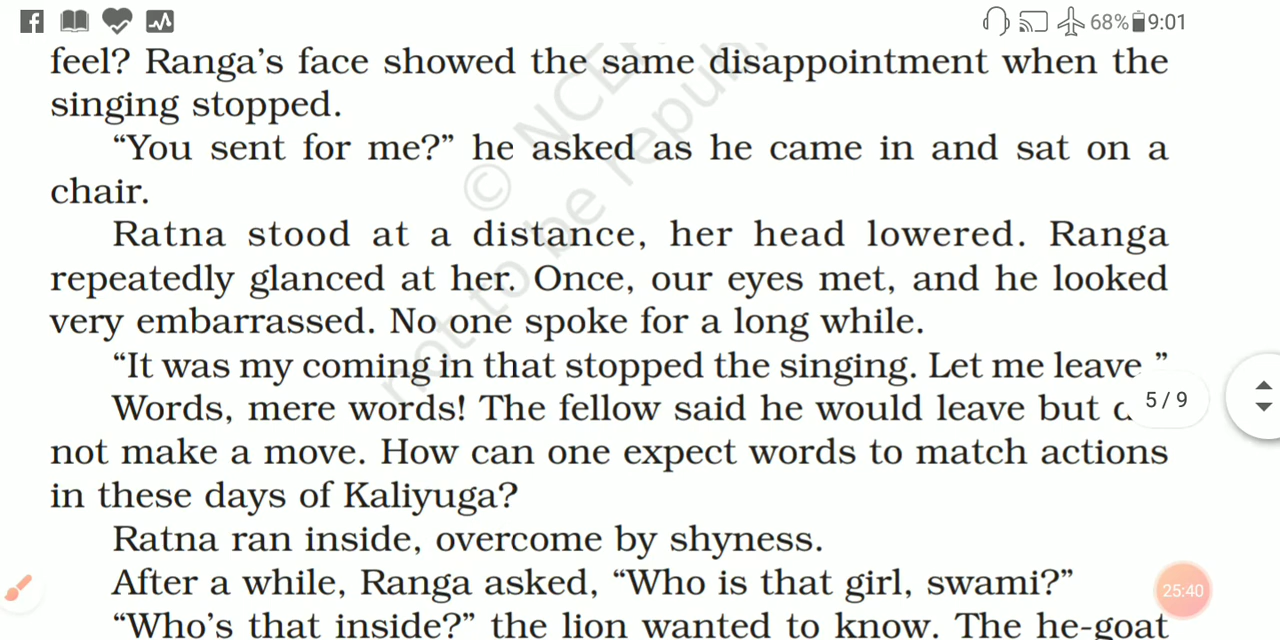 68% 9:01
feel? Ranga’s face showed the same disappointment when the
singing stopped.
“You sent for me?” he asked as he came in and sat on a
chair.
Ratna stood at a distance, her head lowered. Ranga
repeatedly glanced at her. Once, our eyes met, and he looked
very embarrassed. No one spoke for a long while.
“It was my coming in that stopped the singing. Let me leave.”
Words, mere words! The fellow said he would leave but
5 / 9
not make a move. How can one expect words to match actions
in these days of Kaliyuga?
Ratna ran inside, overcome by shyness.
After a while, Ranga asked, “Who is that girl, swami?”
25:40
“Who’s that inside?” the lion wanted to know. The he-goat
© NCE
not to be republ